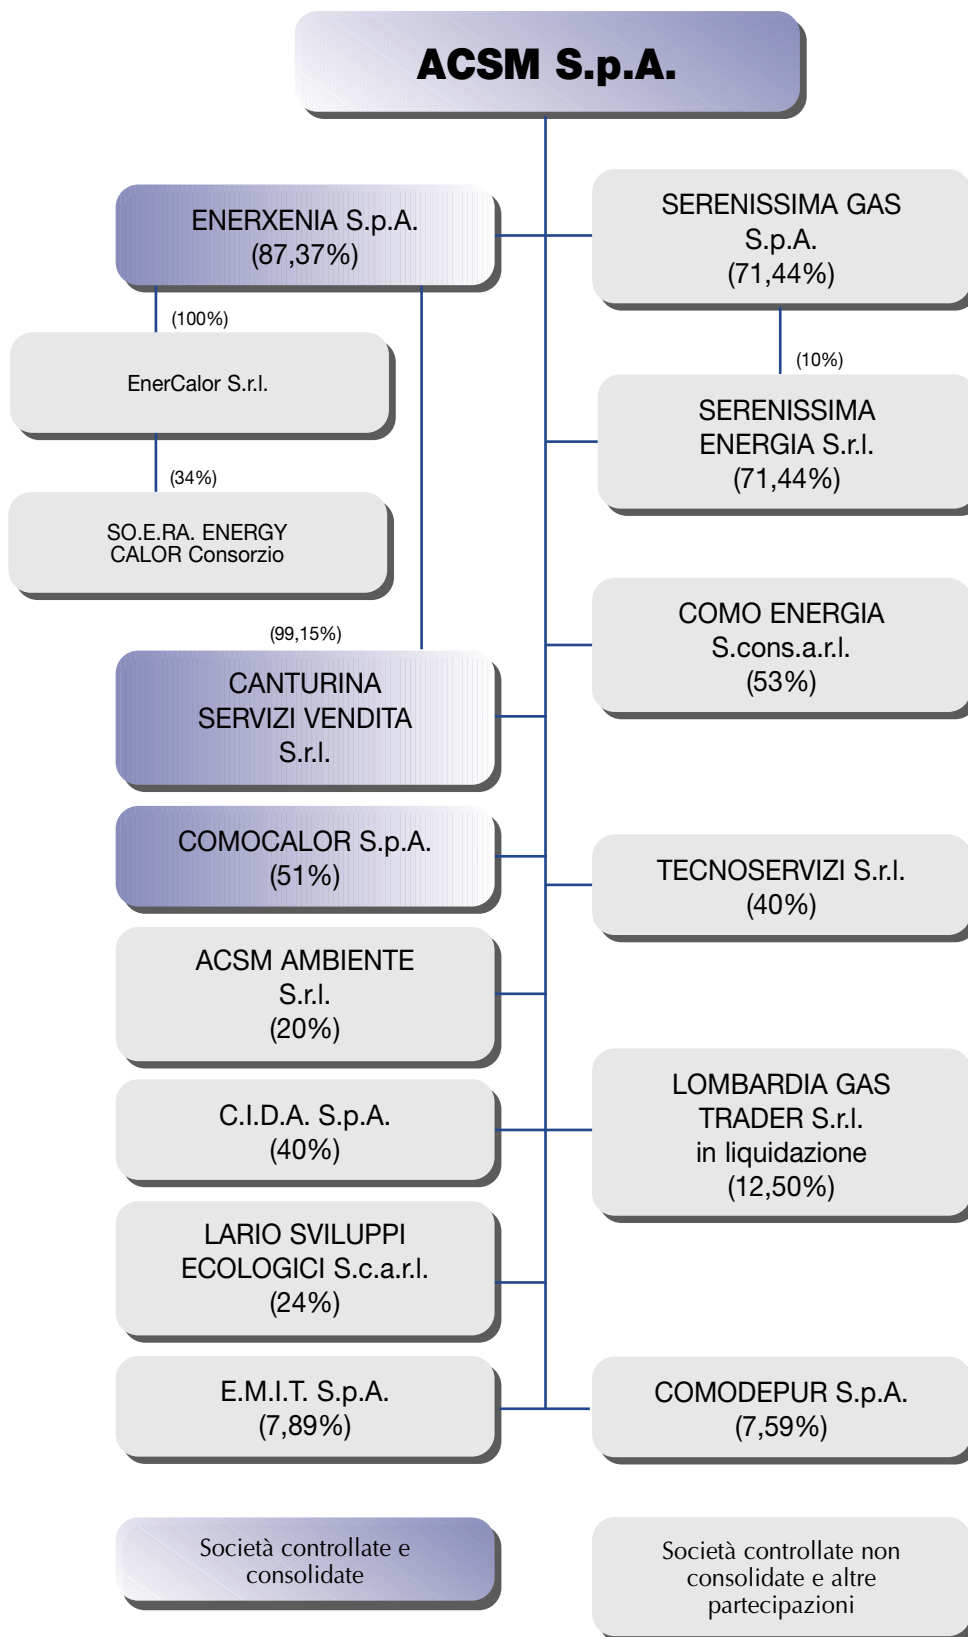 ACSM S.p.A.
ENERXENIA S.p.A.
(87,37%)
SERENISSIMA GAS
S.p.A.
(71,44%)
(100%)
EnerCalor S.r.l.
(10%)
SERENISSIMA
ENERGIA S.r.l.
(71,44%)
(34%)
SO.E.RA. ENERGY
CALOR Consorzio
(99,15%)
CANTURINA
SERVIZI VENDITA
S.r.l.
COMO ENERGIA
S.cons.a.r.l.
(53%)
COMOCALOR S.p.A.
(51%)
TECNOSERVIZI S.r.l.
(40%)
ACSM AMBIENTE
S.r.l.
(20%)
C.I.D.A. S.p.A.
(40%)
LOMBARDIA GAS
TRADER S.r.l.
in liquidazione
(12,50%)
LARIO SVILUPPI
ECOLOGICI S.c.a.r.l.
(24%)
E.M.I.T. S.p.A.
(7,89%)
COMODEPUR S.p.A.
(7,59%)
Società controllate e
consolidate
Società controllate non
consolidate e altre
partecipazioni